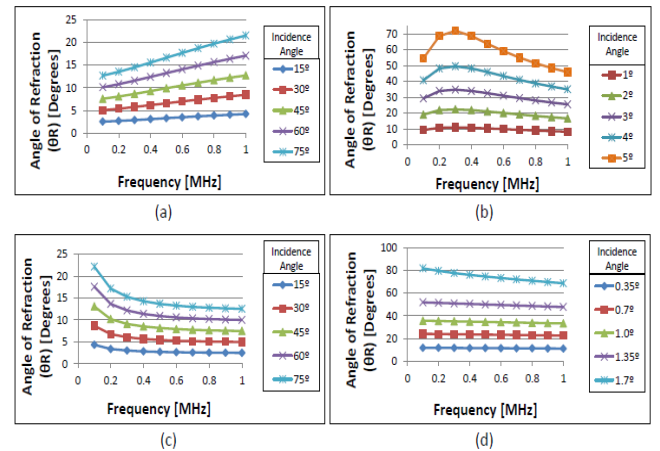 (a)
Angle of Refraction
(θR) [Degrees]
25
20
15
10
5
0
0 0.2 0.4 0.6 0.8 1
Frequency [MHz]
Incidence
Angle
15º
30º
45º
60º
75º
(b)
Angle of Refraction
(θR) [Degrees]
70
60
50
40
30
20
10
0
0 0.2 0.4 0.6 0.8 1
Frequency [MHz]
Incidence
Angle
1º
2º
3º
4º
5º
(c)
Angle of Refraction
(θR) [Degrees]
25
20
15
10
5
0
0 0.2 0.4 0.6 0.8 1
Frequency [MHz]
Incidence
Angle
15º
30º
45º
60º
75º
(d)
Angle of Refraction
(θR) [Degrees]
100
80
60
40
20
0
0 0.2 0.4 0.6 0.8 1
Frequency [MHz]
Incidence
Angle
0.35º
0.7º
1.0º
1.35º
1.7º